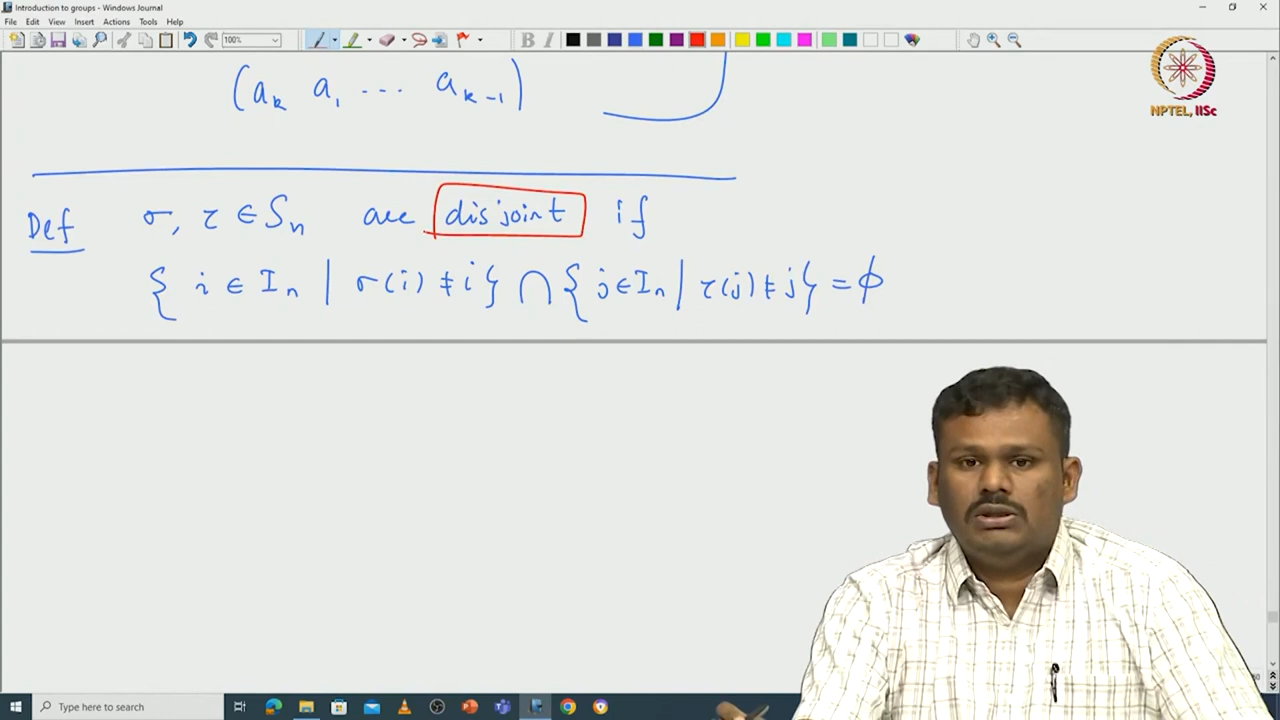 Introduction to groups - Windows Journal
File Edit View Insert Actions Tools Help
100%
B I
NPTEL, IISc
(a_k a_1 ... a_{k-1})
Def σ, τ ∈ S_n are disjoint if
{ i ∈ I_n | σ(i) ≠ i } ∩ { j ∈ I_n | τ(j) ≠ j } = ϕ
Type here to search